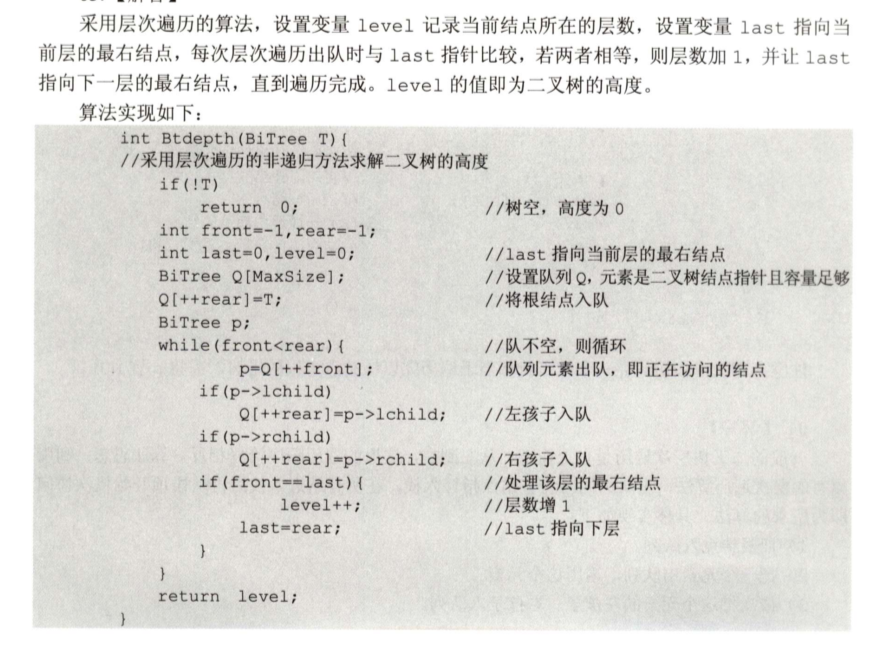 采用层次遍历的算法，设置变量 level 记录当前结点所在的层数，设置变量 last 指向当
前层的最右结点，每次层次遍历出队时与 last 指针比较，若两者相等，则层数加 1，并让 last
指向下一层的最右结点，直到遍历完成。level 的值即为二叉树的高度。
算法实现如下：
int Btdepth(BiTree T){
//采用层次遍历的非递归方法求解二叉树的高度
if(!T)
return 0; //树空，高度为 0
int front=-1,rear=-1;
int last=0,level=0; //last 指向当前层的最右结点
BiTree Q[MaxSize]; //设置队列 Q，元素是二叉树结点指针且容量足够
Q[++rear]=T; //将根结点入队
BiTree p;
while(front<rear){ //队不空，则循环
p=Q[++front]; //队列元素出队，即正在访问的结点
if(p->lchild)
Q[++rear]=p->lchild; //左孩子入队
if(p->rchild)
Q[++rear]=p->rchild; //右孩子入队
if(front==last){ //处理该层的最右结点
level++; //层数增 1
last=rear; //last 指向下层
}
}
return level;
}